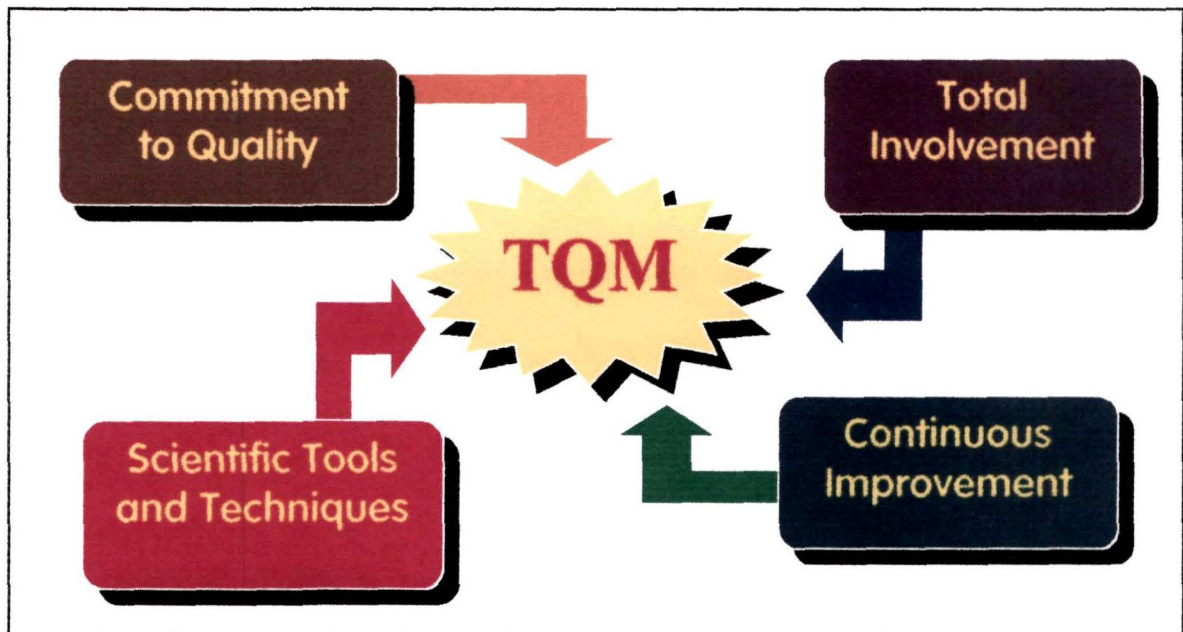 Commitment
to Quality
Total
Involvement
TQM
Scientific Tools
and Techniques
Continuous
Improvement